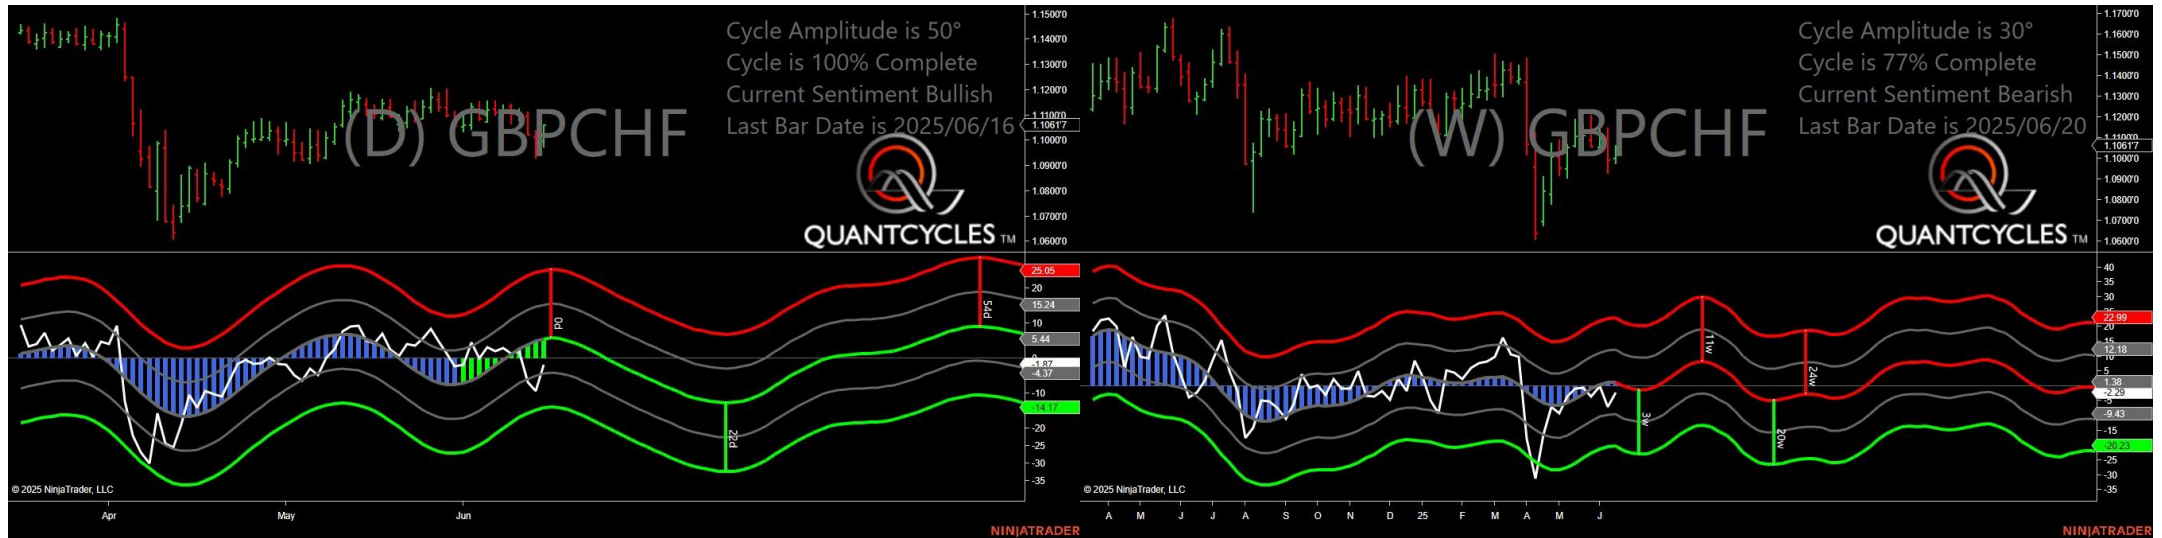 Cycle Amplitude is 50°
Cycle is 100% Complete
Current Sentiment Bullish
Last Bar Date is 2025/06/16
(D) GBPCHF
QUANTCYCLES TM
1.1500'0
1.1400'0
1.1300'0
1.1200'0
1.1100'0
1.1061'7
1.1000'0
1.0900'0
1.0800'0
1.0700'0
1.0600'0
25.05
20
15.24
10
5.44
-4.37
-10
-14.17
-20
-25
-30
-35
0d
22d
54d
© 2025 NinjaTrader, LLC
Apr May Jun
NINJATRADER
Cycle Amplitude is 30°
Cycle is 77% Complete
Current Sentiment Bearish
Last Bar Date is 2025/06/20
(W) GBPCHF
QUANTCYCLES TM
1.1700'0
1.1600'0
1.1500'0
1.1400'0
1.1300'0
1.1200'0
1.1100'0
1.1061'7
1.1000'0
1.0900'0
1.0800'0
1.0700'0
1.0600'0
40
35
30
22.99
20
15
12.18
5
1.38
-2.29
-5
-9.43
-15
-20.23
-25
-30
-35
3w
11w
20w
24w
© 2025 NinjaTrader, LLC
A M J J A S O N D 25 F M A M J
NINJATRADER